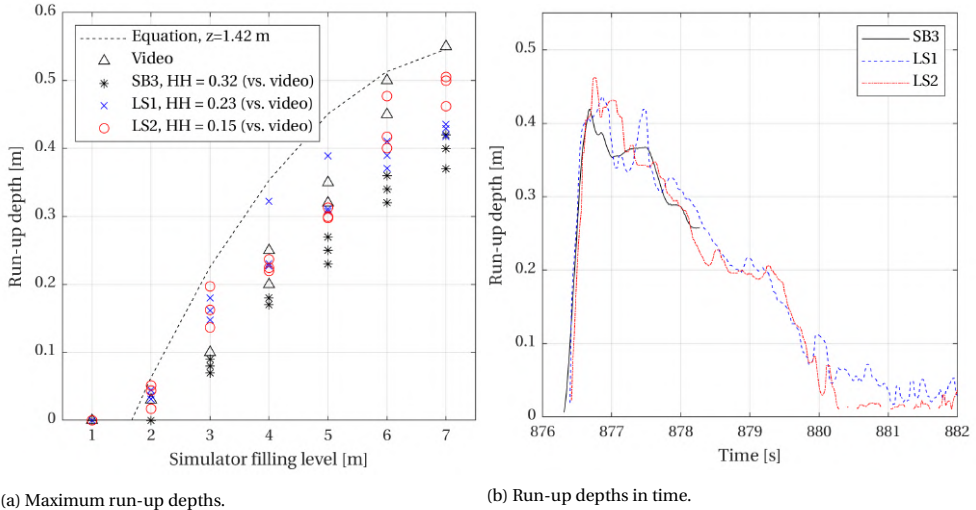 Run-up depth [m]
0.6
0.5
0.4
0.3
0.2
0.1
0
Equation, z=1.42 m
Video
SB3, HH = 0.32 (vs. video)
LS1, HH = 0.23 (vs. video)
LS2, HH = 0.15 (vs. video)
1 2 3 4 5 6 7
Simulator filling level [m]
(a) Maximum run-up depths.
Run-up depth [m]
0.5
0.4
0.3
0.2
0.1
0
SB3
LS1
LS2
876 877 878 879 880 881 882
Time [s]
(b) Run-up depths in time.